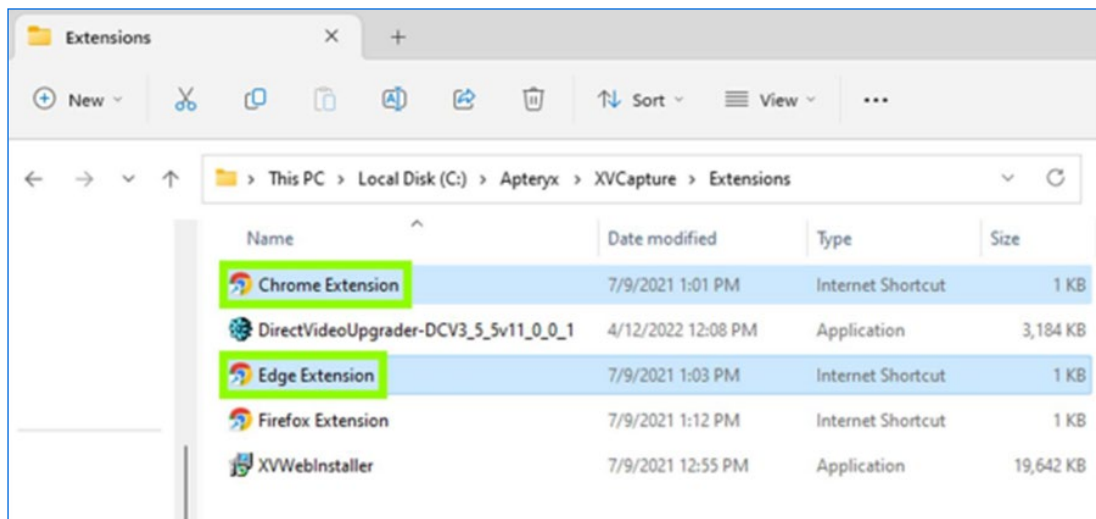 Extensions
New Sort View ...
This PC > Local Disk (C:) > Apteryx > XVCapture > Extensions
Name Date modified Type Size
Chrome Extension 7/9/2021 1:01 PM Internet Shortcut 1 KB
DirectVideoUpgrader-DCV3_5_5v11_0_0_1 4/12/2022 12:08 PM Application 3,184 KB
Edge Extension 7/9/2021 1:03 PM Internet Shortcut 1 KB
Firefox Extension 7/9/2021 1:12 PM Internet Shortcut 1 KB
XVWebInstaller 7/9/2021 12:55 PM Application 19,642 KB